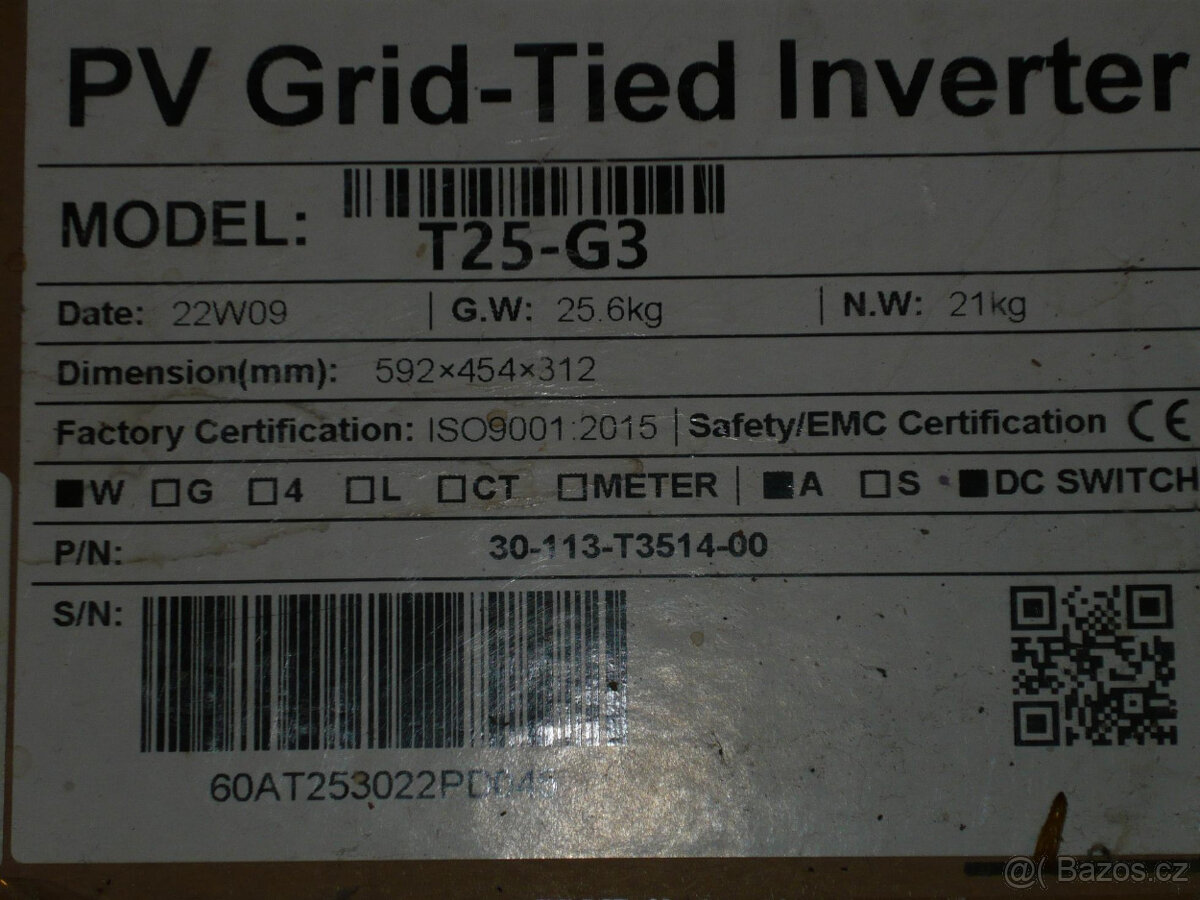 PV Grid-Tied Inverter
MODEL: T25-G3
Date: 22W09 | G.W: 25.6kg | N.W: 21kg
Dimension(mm): 592×454×312
Factory Certification: ISO9001:2015 | Safety/EMC Certification CE
■W □G □4 □L □CT □METER | ■A □S ■DC SWITCH
P/N: 30-113-T3514-00
S/N:
@( Bazos.cz